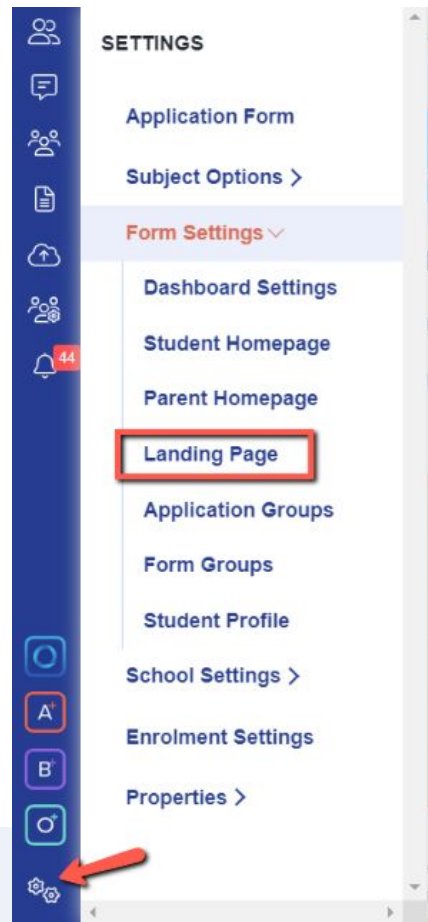 SETTINGS
Application Form
Subject Options >
Form Settings
Dashboard Settings
Student Homepage
44
Parent Homepage
Landing Page
Application Groups
Form Groups
Student Profile
School Settings >
A+
Enrolment Settings
B+
Properties >
O+